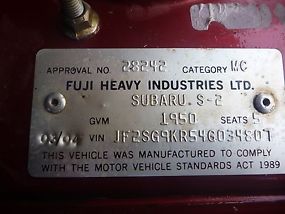 APPROVAL NO. 28242 CATEGORY MC
FUJI HEAVY INDUSTRIES LTD.
SUBARU. S-2
GVM 1950 SEATS 5
03/04 VIN JF2SG9KR54G034807
THIS VEHICLE WAS MANUFACTURED TO COMPLY
WITH THE MOTOR VEHICLE STANDARDS ACT 1989